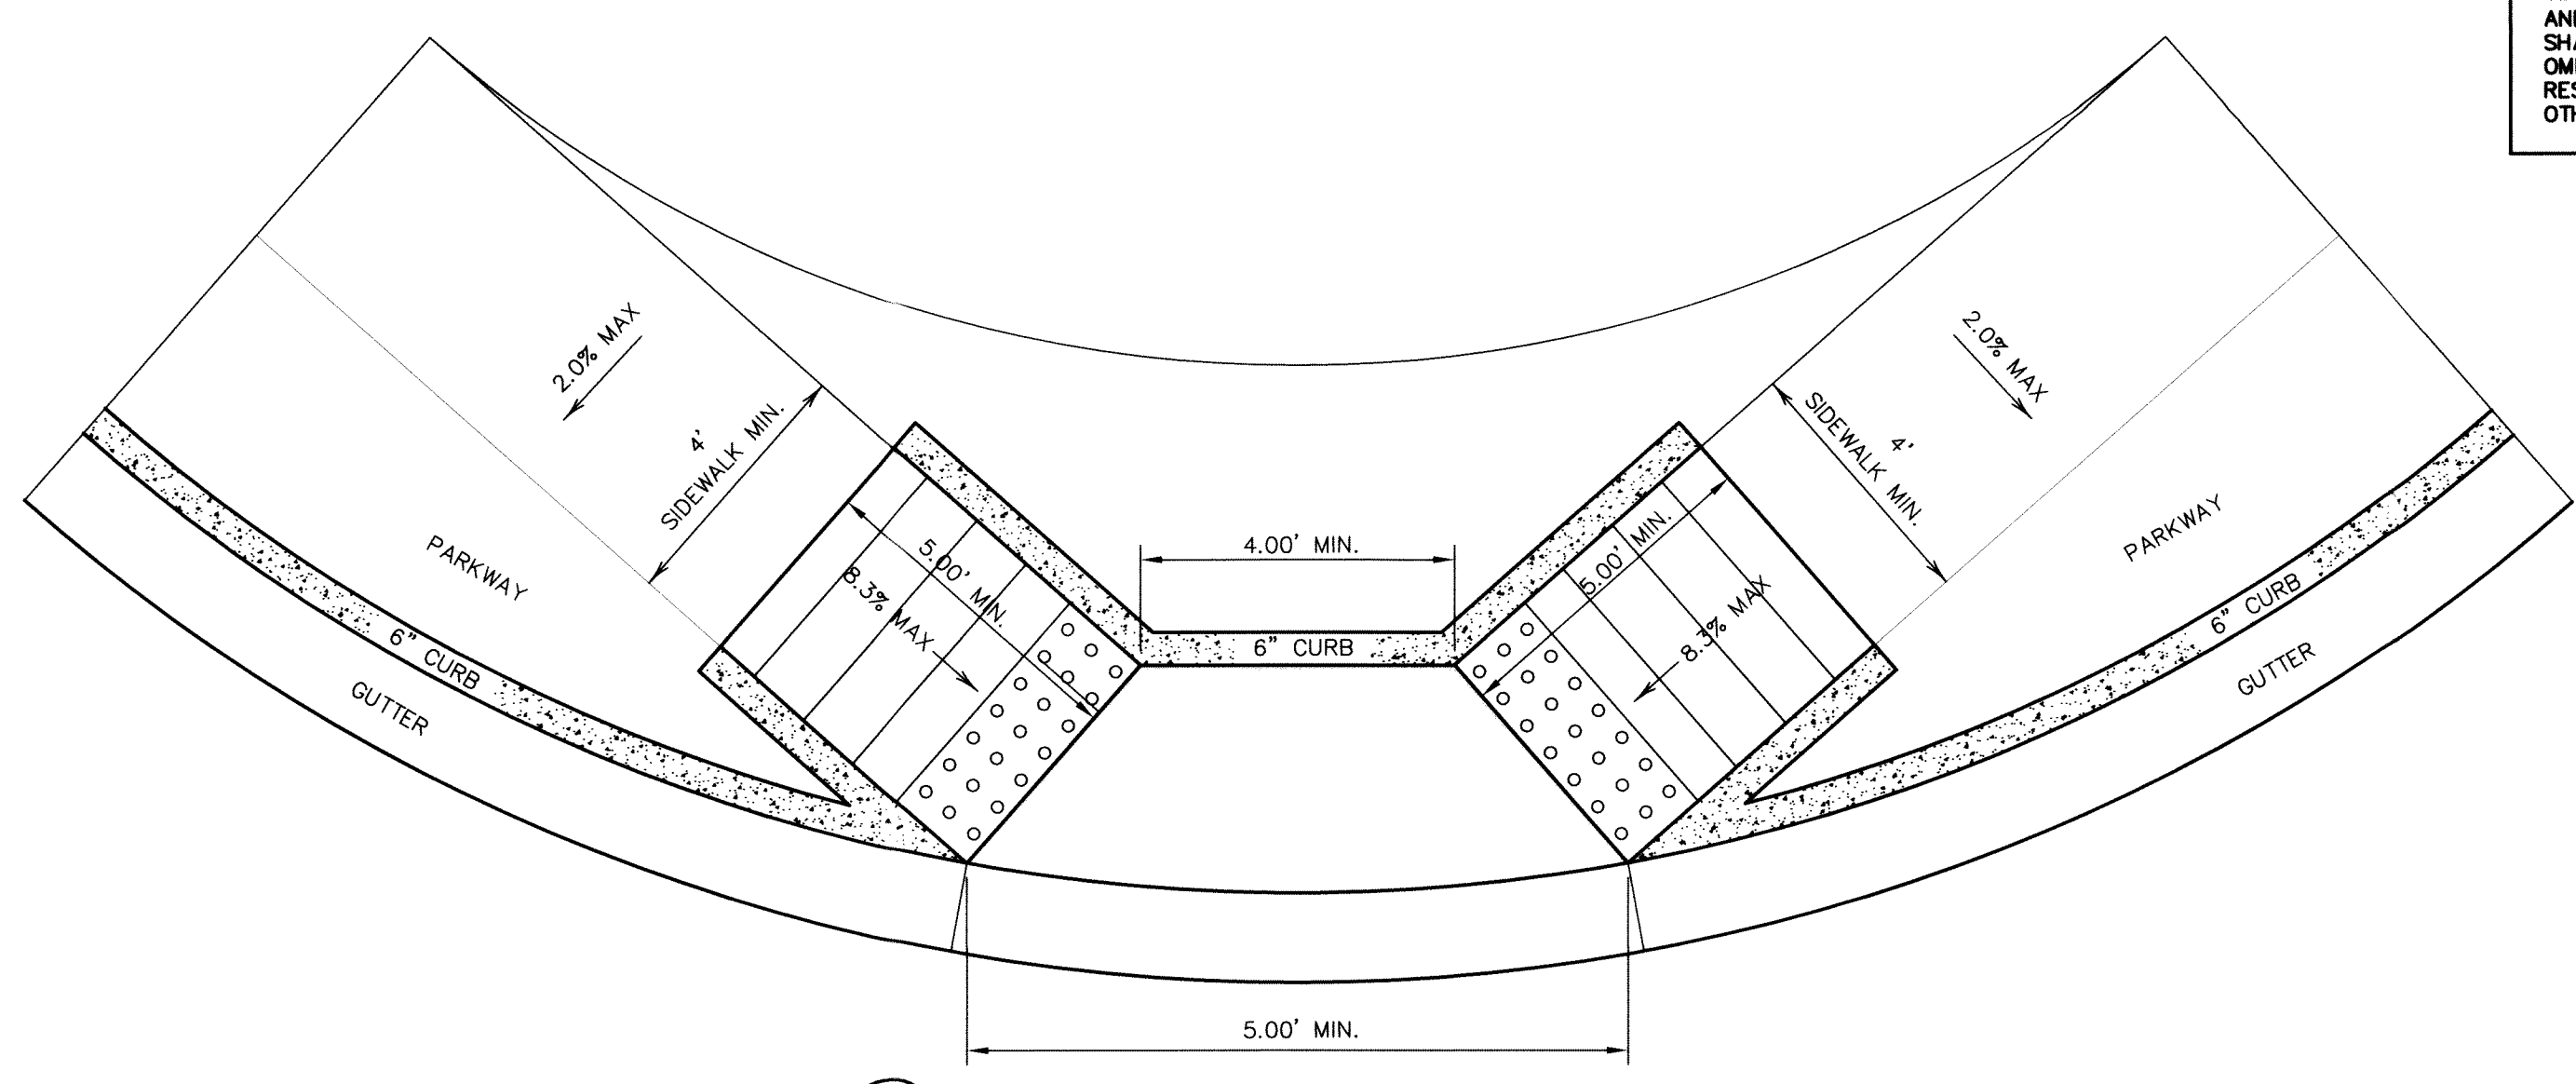 2.0% MAX
4'
SIDEWALK MIN.
PARKWAY
6" CURB
GUTTER
5.00' MIN.
8.3% MAX
4.00' MIN.
6" CURB
5.00' MIN.
8.3% MAX
2.0% MAX
4'
SIDEWALK MIN.
PARKWAY
6" CURB
GUTTER
5.00' MIN.